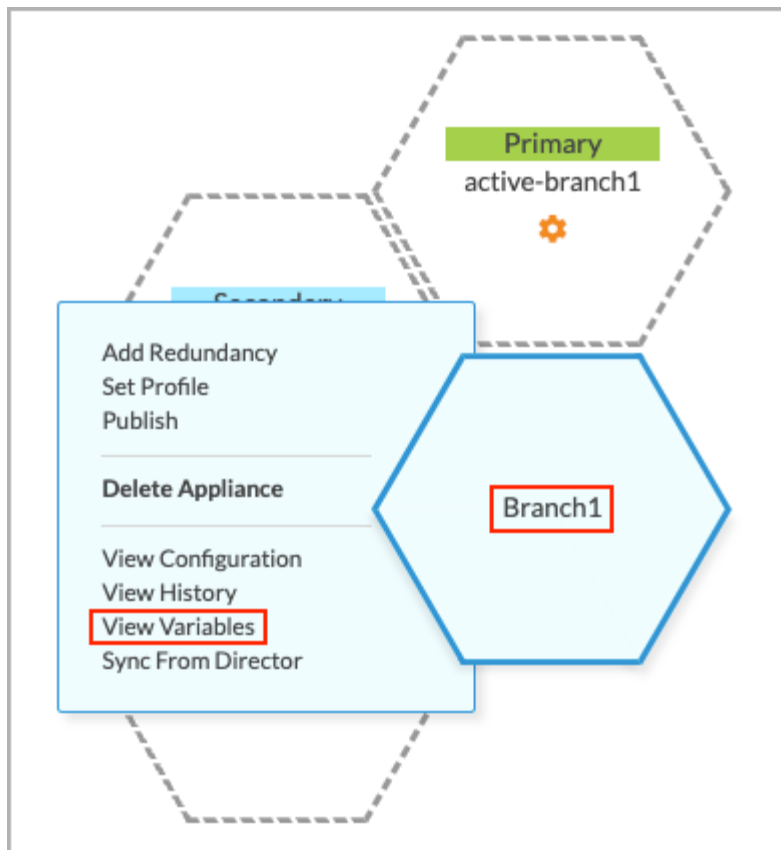 Primary
active-branch1
Secondary
Add Redundancy
Set Profile
Publish
Delete Appliance
View Configuration
View History
View Variables
Sync From Director
Branch1